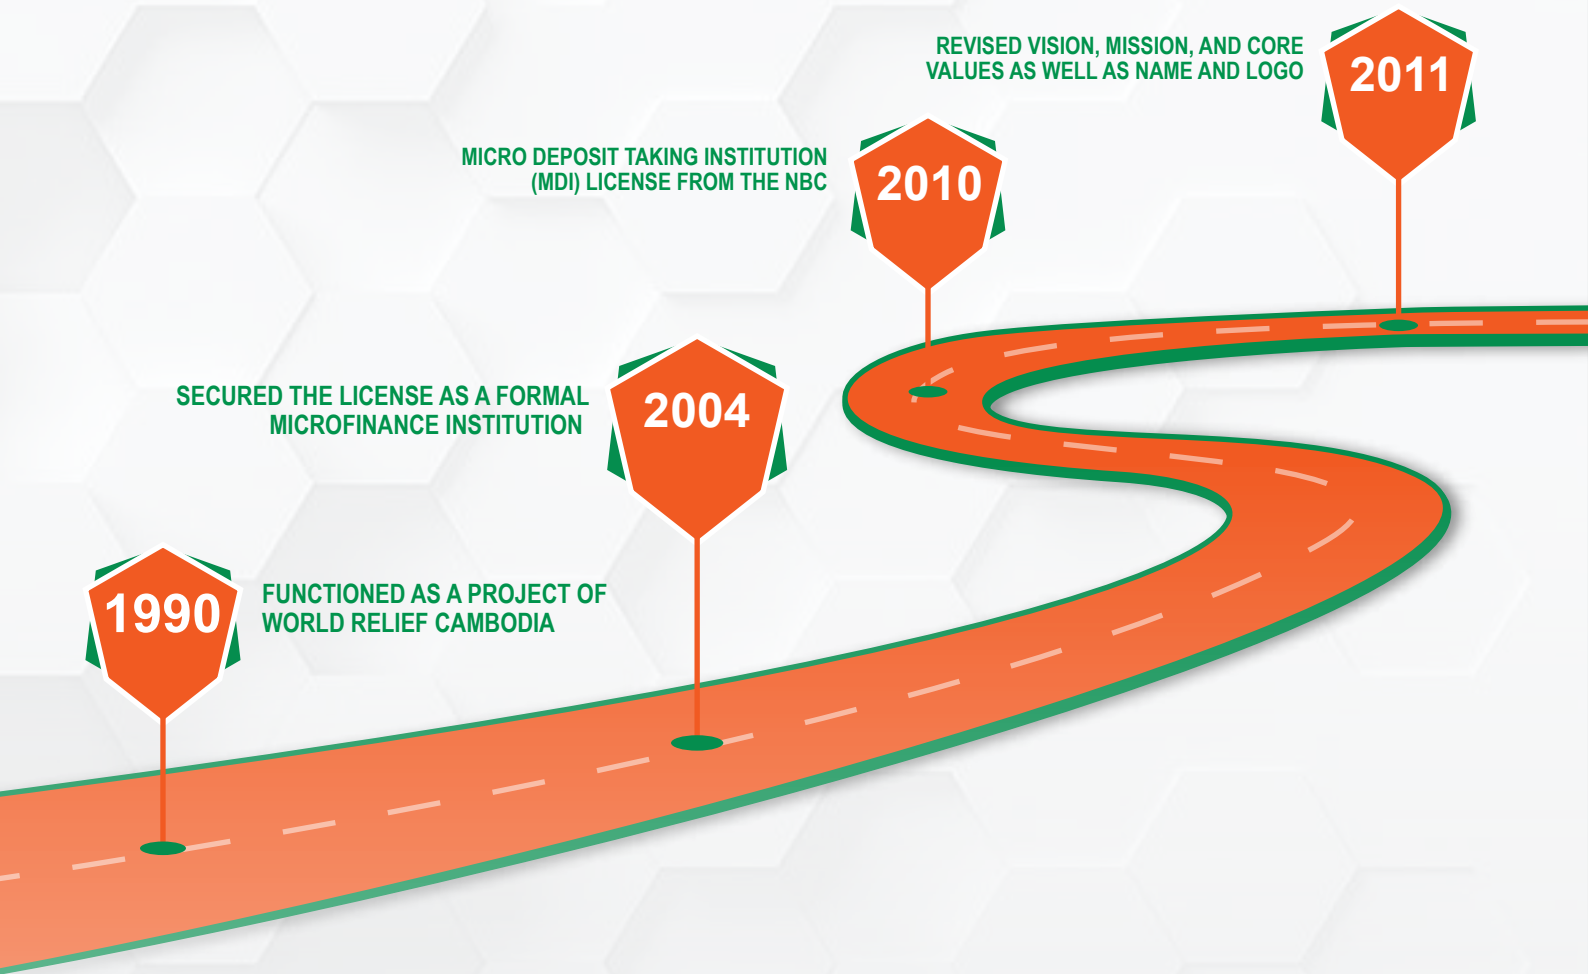 REVISED VISION, MISSION, AND CORE
VALUES AS WELL AS NAME AND LOGO
2011
MICRO DEPOSIT TAKING INSTITUTION
(MDI) LICENSE FROM THE NBC
2010
SECURED THE LICENSE AS A FORMAL
MICROFINANCE INSTITUTION
2004
1990
FUNCTIONED AS A PROJECT OF
WORLD RELIEF CAMBODIA